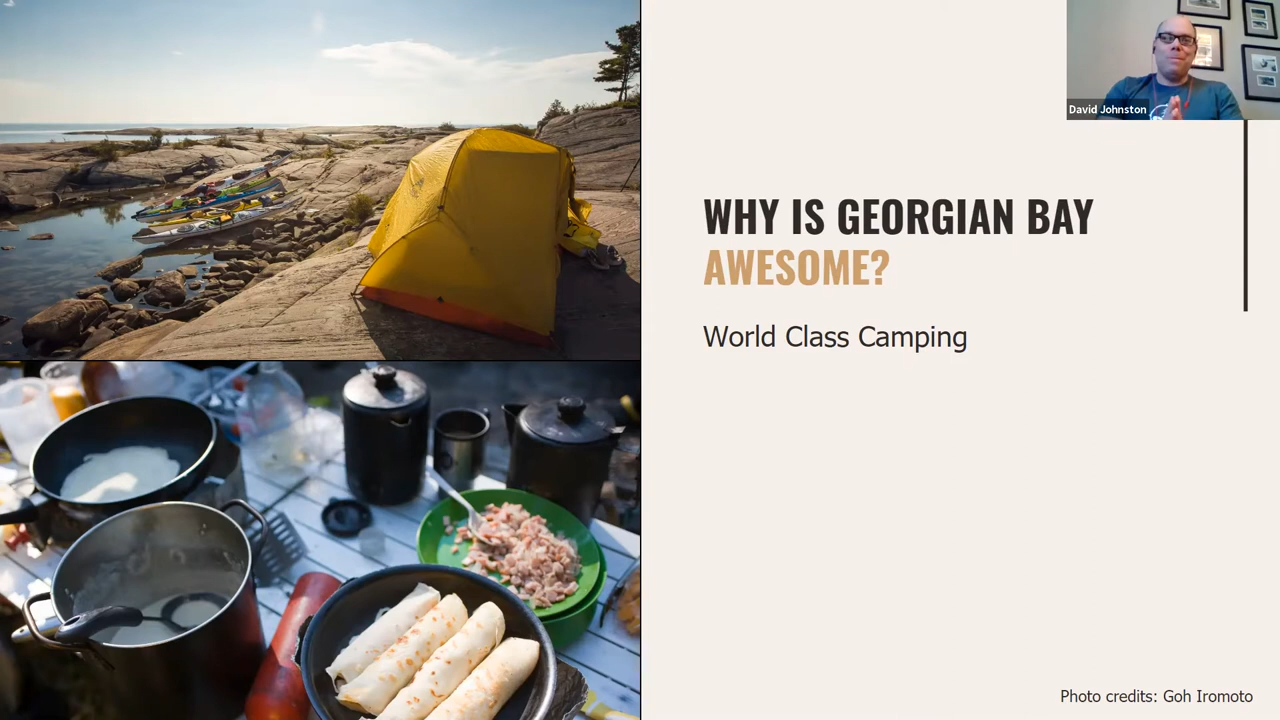 David Johnston
WHY IS GEORGIAN BAY
AWESOME?
World Class Camping
Photo credits: Goh Iromoto